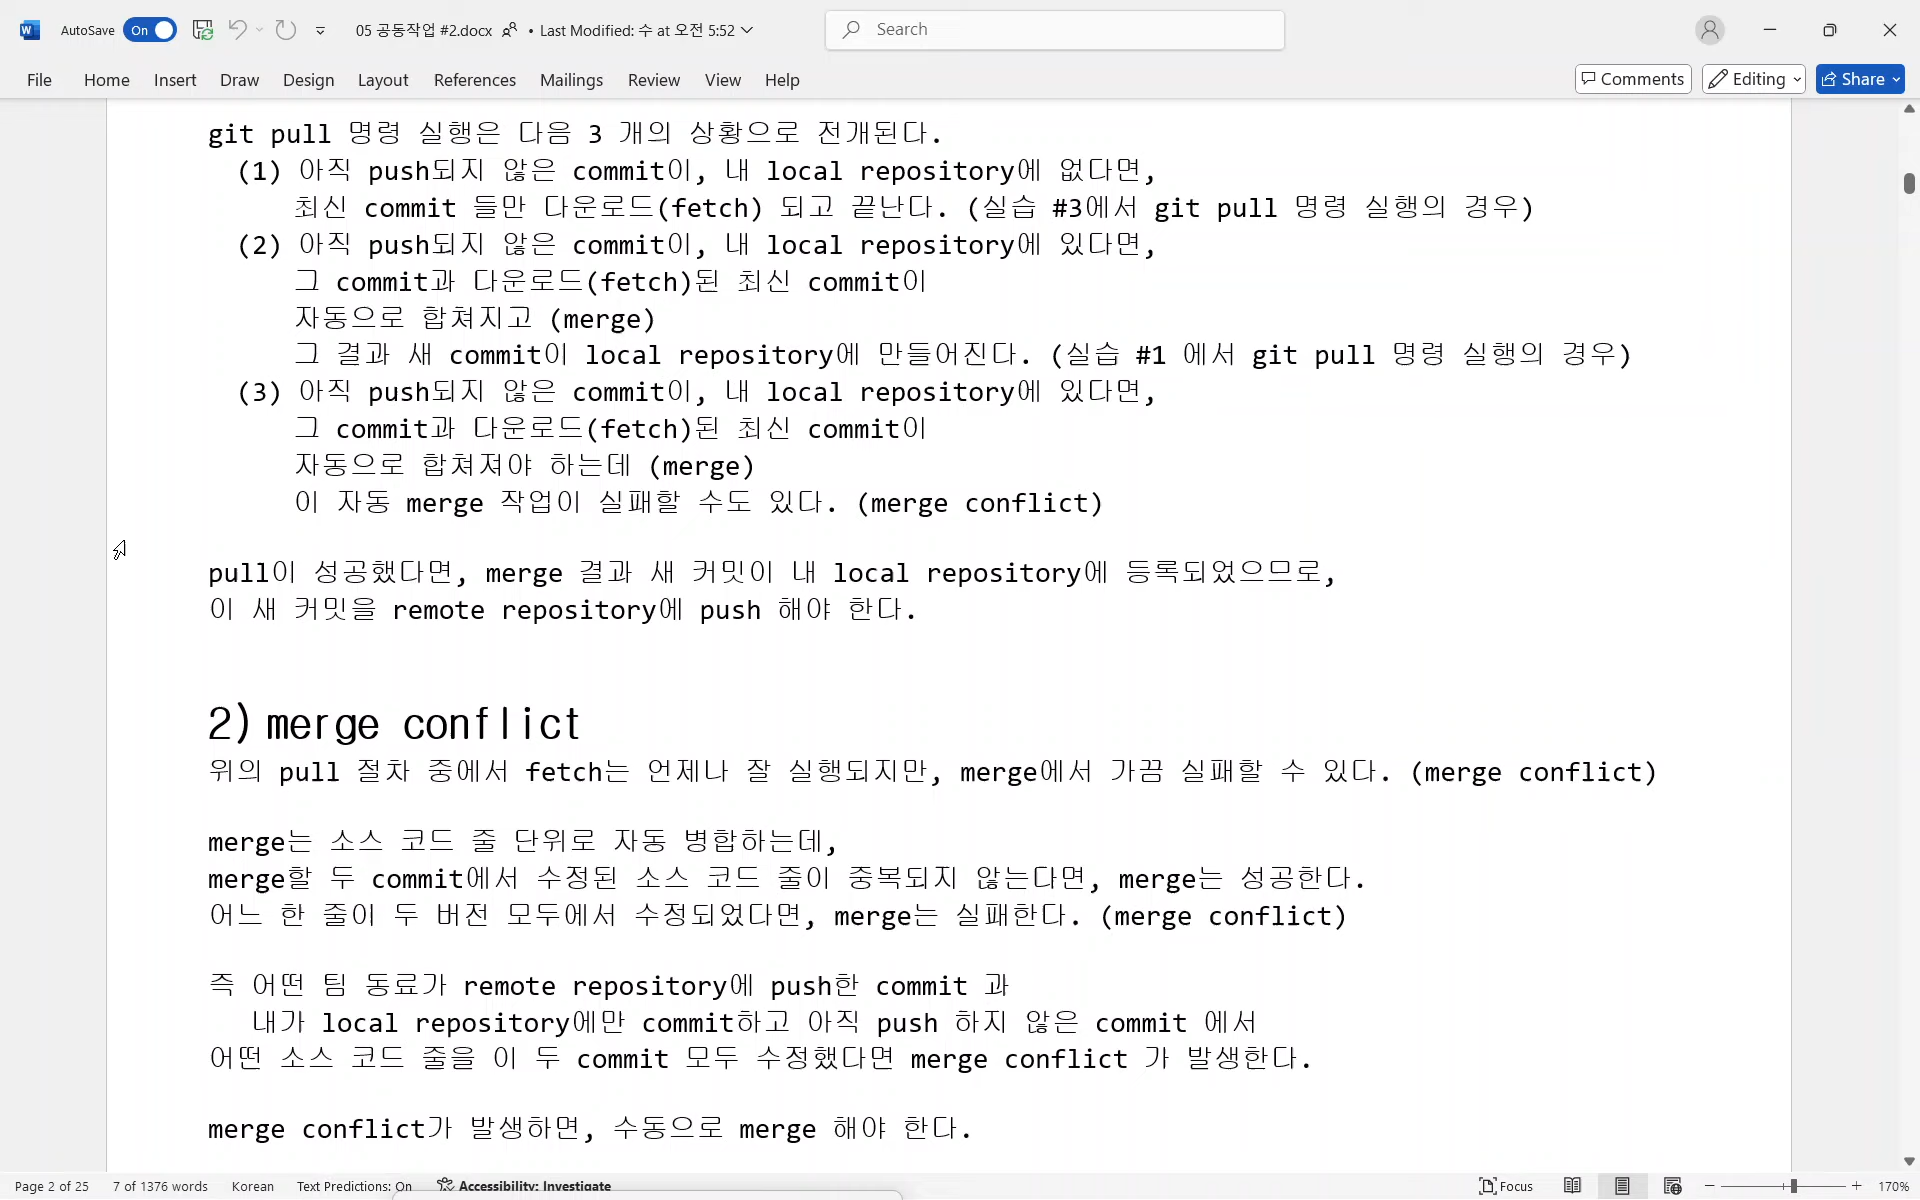 AutoSave On 05 공동작업 #2.docx • Last Modified: 수 at 오전 5:52 Search
File Home Insert Draw Design Layout References Mailings Review View Help Comments Editing Share
git pull 명령 실행은 다음 3 개의 상황으로 전개된다.
(1) 아직 push되지 않은 commit이, 내 local repository에 없다면,
최신 commit 들만 다운로드(fetch) 되고 끝난다. (실습 #3에서 git pull 명령 실행의 경우)
(2) 아직 push되지 않은 commit이, 내 local repository에 있다면,
그 commit과 다운로드(fetch)된 최신 commit이
자동으로 합쳐지고 (merge)
그 결과 새 commit이 local repository에 만들어진다. (실습 #1 에서 git pull 명령 실행의 경우)
(3) 아직 push되지 않은 commit이, 내 local repository에 있다면,
그 commit과 다운로드(fetch)된 최신 commit이
자동으로 합쳐져야 하는데 (merge)
이 자동 merge 작업이 실패할 수도 있다. (merge conflict)
pull이 성공했다면, merge 결과 새 커밋이 내 local repository에 등록되었으므로,
이 새 커밋을 remote repository에 push 해야 한다.
2) merge conflict
위의 pull 절차 중에서 fetch는 언제나 잘 실행되지만, merge에서 가끔 실패할 수 있다. (merge conflict)
merge는 소스 코드 줄 단위로 자동 병합하는데,
merge할 두 commit에서 수정된 소스 코드 줄이 중복되지 않는다면, merge는 성공한다.
어느 한 줄이 두 버전 모두에서 수정되었다면, merge는 실패한다. (merge conflict)
즉 어떤 팀 동료가 remote repository에 push한 commit 과
내가 local repository에만 commit하고 아직 push 하지 않은 commit 에서
어떤 소스 코드 줄을 이 두 commit 모두 수정했다면 merge conflict 가 발생한다.
merge conflict가 발생하면, 수동으로 merge 해야 한다.
Page 2 of 25 7 of 1376 words Korean Text Predictions: On Accessibility: Investigate Focus 170%